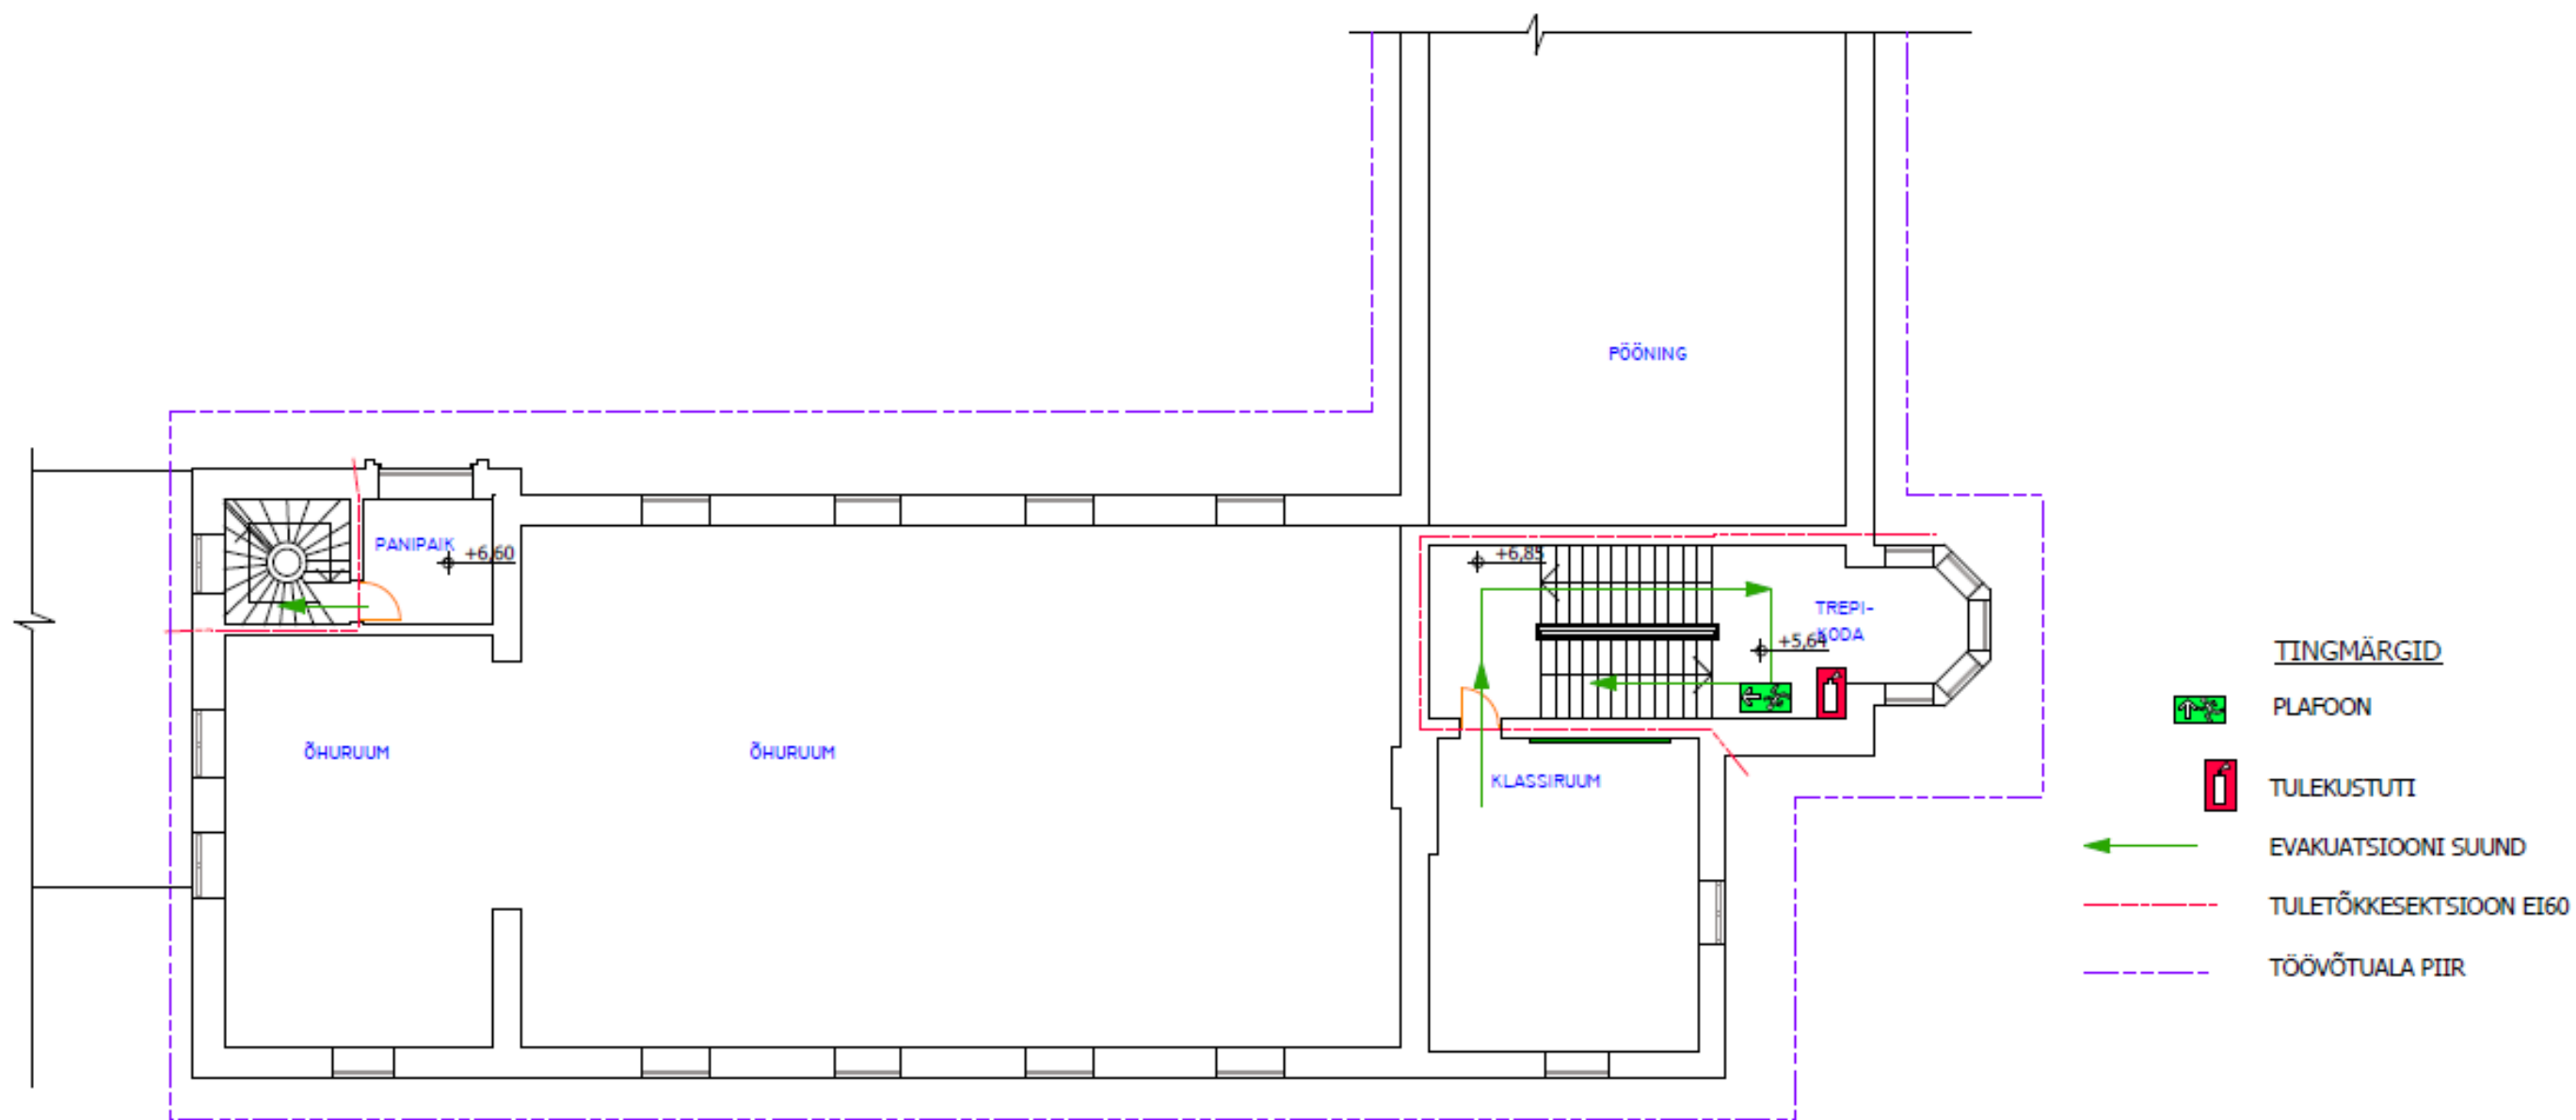 PÖÖNING
PANIPAIK
+6,60
+6,85
TREPI-
KODA
+5,64
ÕHURUUM
ÕHURUUM
KLASSIRUUM
TINGMÄRGID
PLAFOON
TULEKUSTUTI
EVAKUATSIOONI SUUND
TULETÕKKESEKTSIOON EI60
TÖÖVÕTUALA PIIR